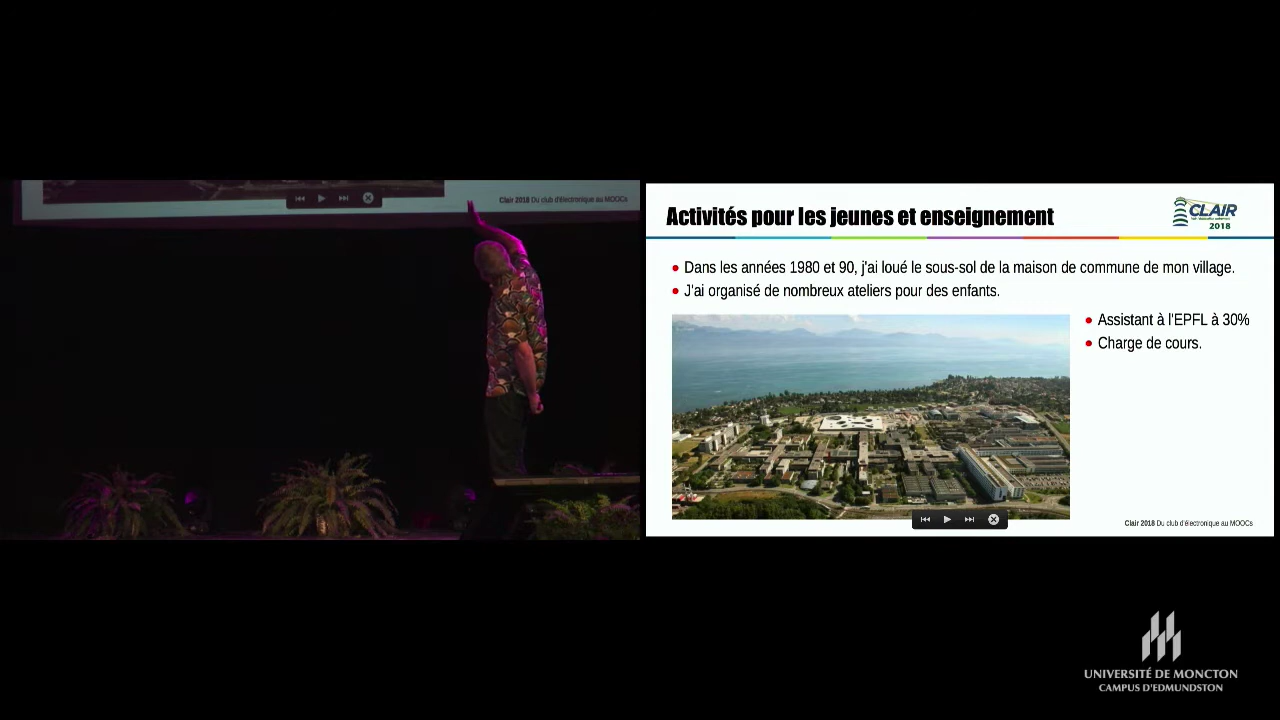 Clair 2018 Du club d'électronique au MOOCs
Activités pour les jeunes et enseignement
CLAIR
2018
Dans les années 1980 et 90, j'ai loué le sous-sol de la maison de commune de mon village.
J'ai organisé de nombreux ateliers pour des enfants.
Assistant à l'EPFL à 30%
Charge de cours.
Clair 2018 Du club d'électronique au MOOCs
UNIVERSITÉ DE MONCTON
CAMPUS D'EDMUNDSTON